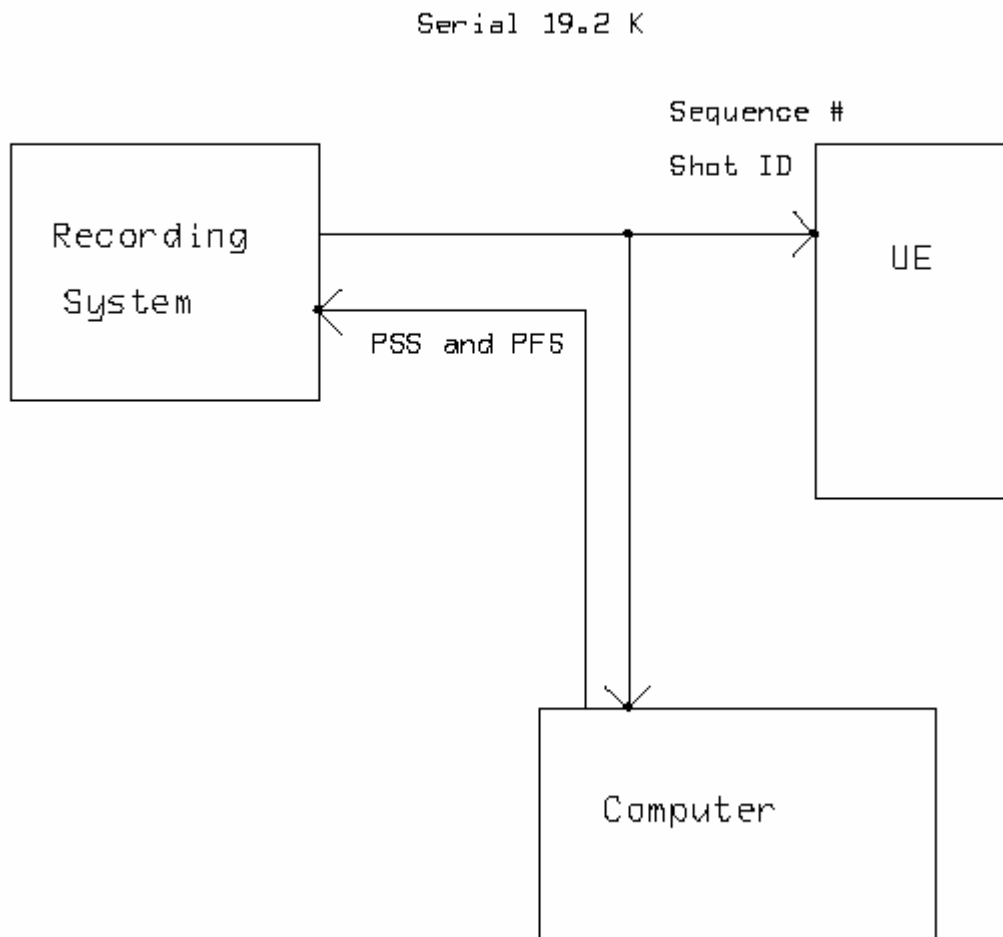 Serial 19.2 K
Sequence #
Shot ID
Recording
System
UE
PSS and PFS
Computer